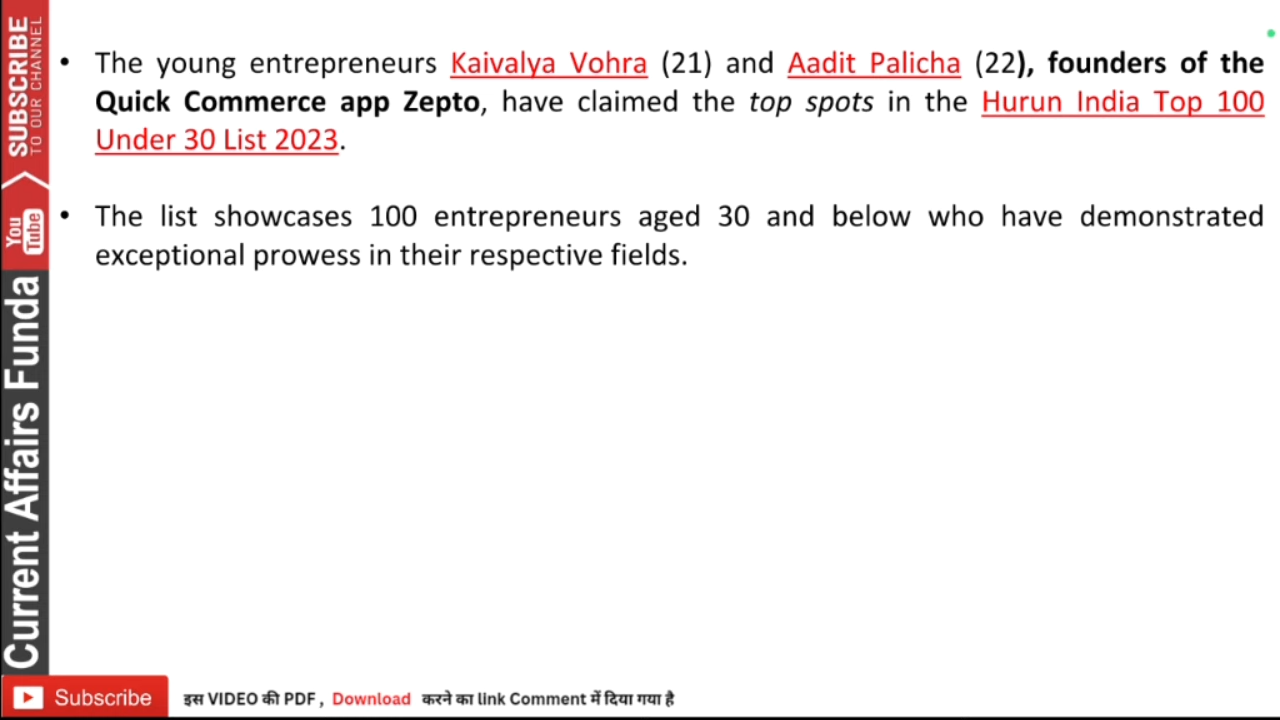 • The young entrepreneurs Kaivalya Vohra (21) and Aadit Palicha (22), founders of the
Quick Commerce app Zepto, have claimed the top spots in the Hurun India Top 100
Under 30 List 2023.
• The list showcases 100 entrepreneurs aged 30 and below who have demonstrated
exceptional prowess in their respective fields.
SUBSCRIBE
TO OUR CHANNEL
You
Tube
Current Affairs Funda
Subscribe
इस VIDEO की PDF , Download करने का link Comment में दिया गया है